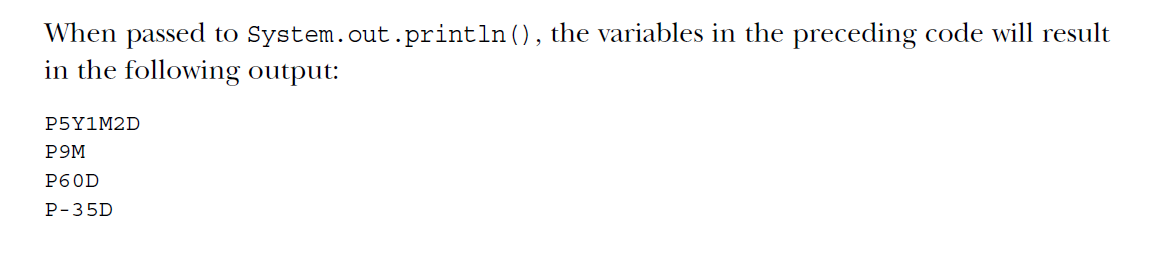 When passed to System.out.println(), the variables in the preceding code will result
in the following output:
P5Y1M2D
P9M
P60D
P-35D